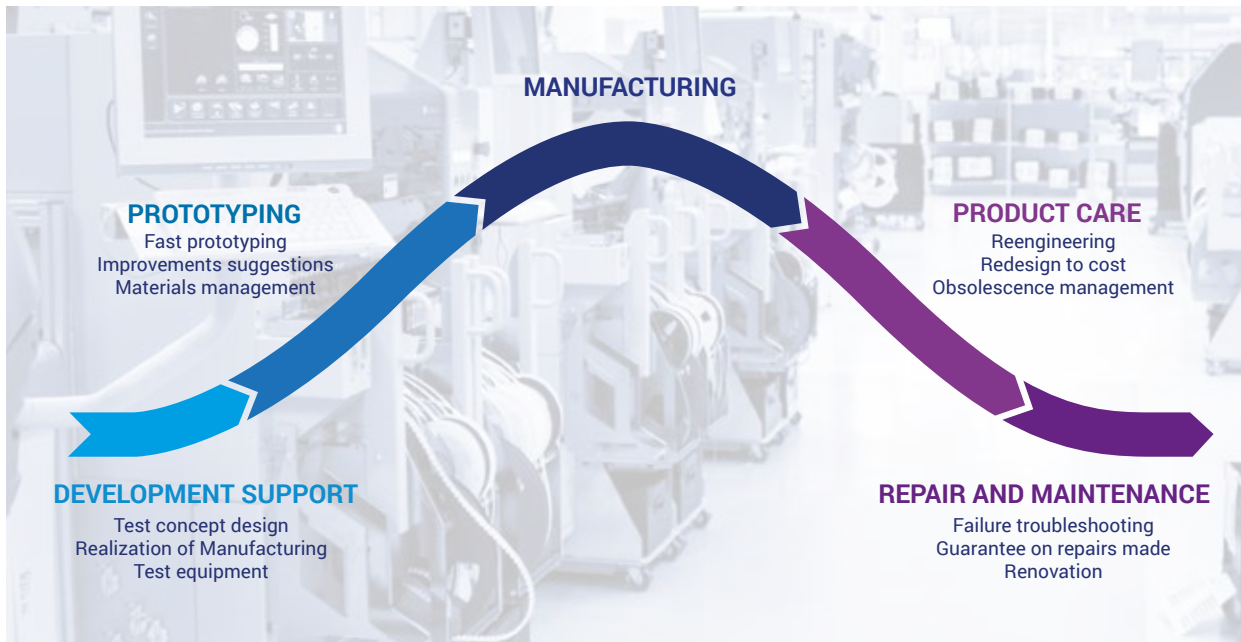 MANUFACTURING
PROTOTYPING
Fast prototyping
Improvements suggestions
Materials management
PRODUCT CARE
Reengineering
Redesign to cost
Obsolescence management
DEVELOPMENT SUPPORT
Test concept design
Realization of Manufacturing
Test equipment
REPAIR AND MAINTENANCE
Failure troubleshooting
Guarantee on repairs made
Renovation